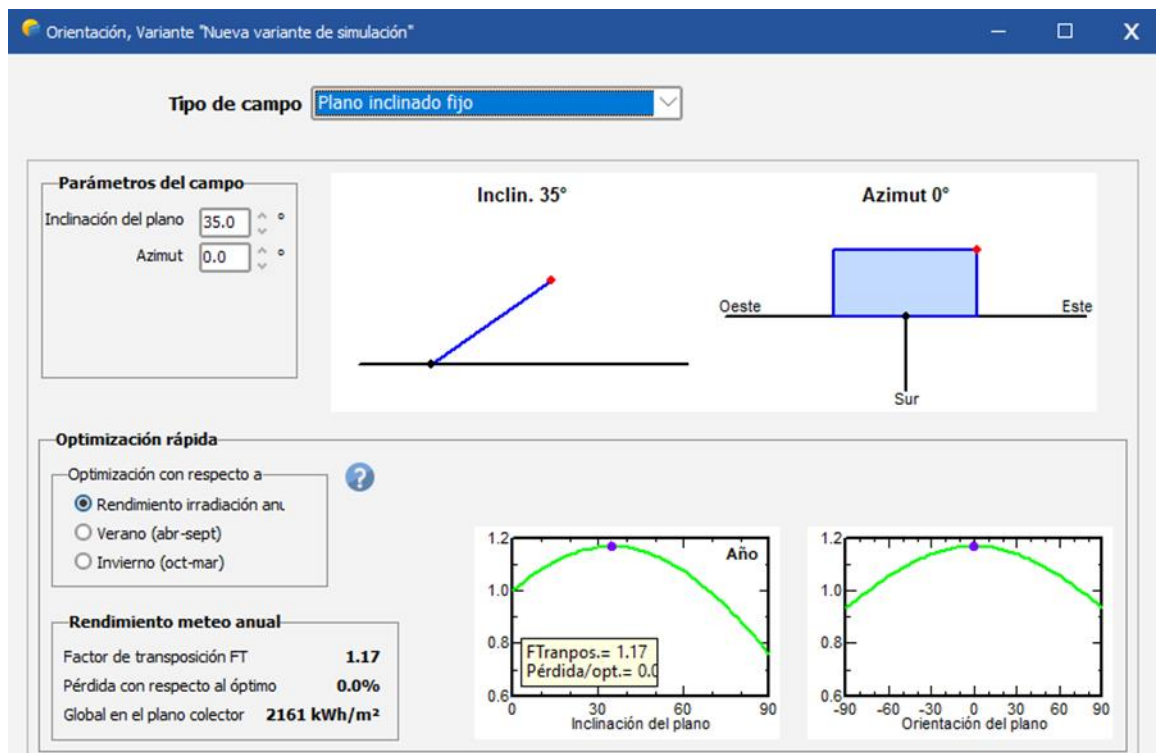 Orientación, Variante "Nueva variante de simulación"
Tipo de campo Plano inclinado fijo
Parámetros del campo
Inclinación del plano 35.0 °
Azimut 0.0 °
Inclin. 35°
Azimut 0°
Oeste
Este
Sur
Optimización rápida
Optimización con respecto a
Rendimiento irradiación anu
Verano (abr-sept)
Invierno (oct-mar)
?
Rendimiento meteo anual
Factor de transposición FT 1.17
Pérdida con respecto al óptimo 0.0%
Global en el plano colector 2161 kWh/m²
1.2
1.0
0.8
0.6
Año
FTranpos.= 1.17
Pérdida/opt.= 0.0
0 30 60 90
Inclinación del plano
1.2
1.0
0.8
0.6
-90 -60 -30 0 30 60 90
Orientación del plano